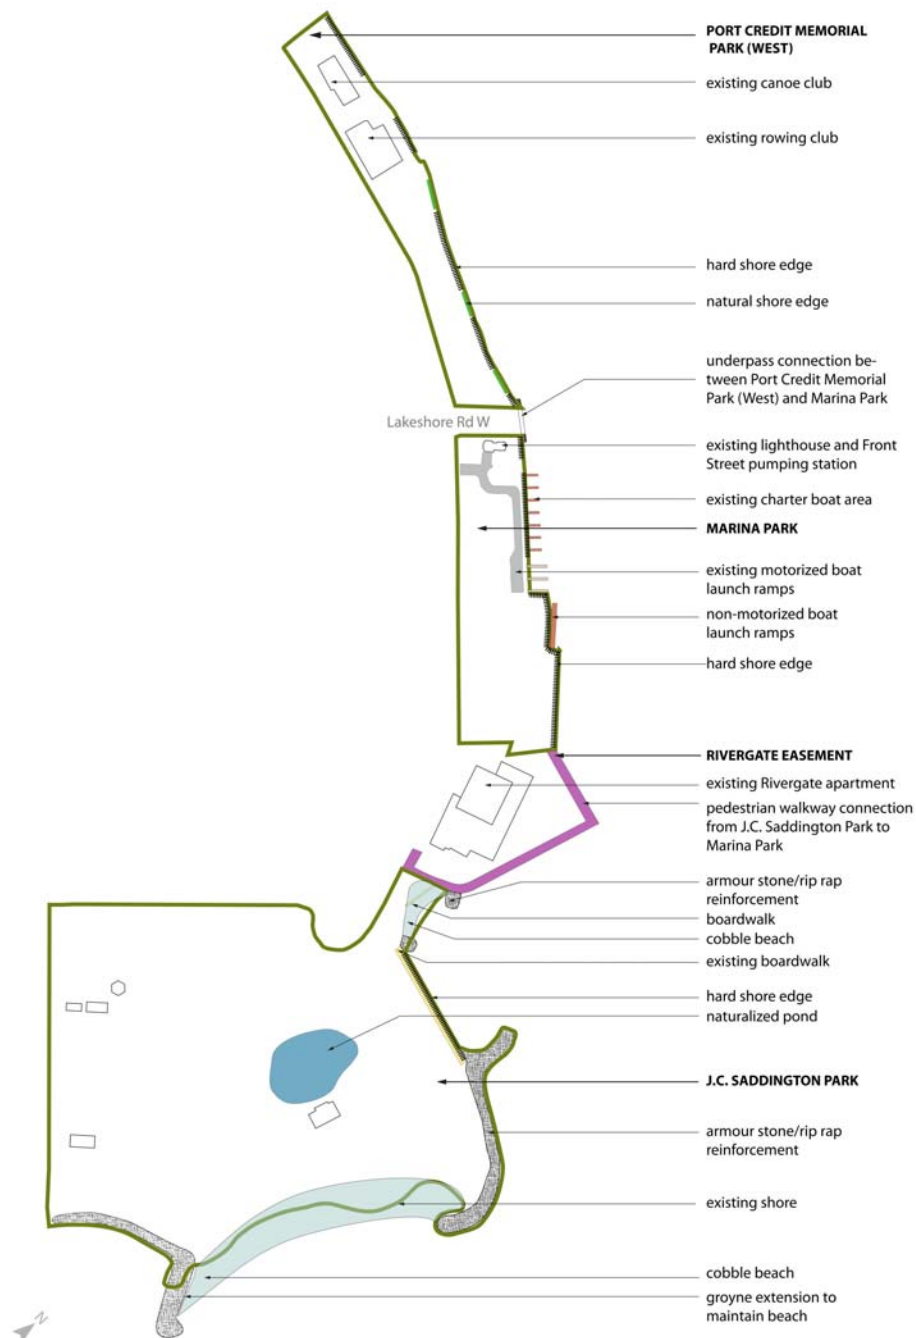 PORT CREDIT MEMORIAL
PARK (WEST)
existing canoe club
existing rowing club
hard shore edge
natural shore edge
underpass connection be-
tween Port Credit Memorial
Park (West) and Marina Park
Lakeshore Rd W
existing lighthouse and Front
Street pumping station
existing charter boat area
MARINA PARK
existing motorized boat
launch ramps
non-motorized boat
launch ramps
hard shore edge
RIVERGATE EASEMENT
existing Rivergate apartment
pedestrian walkway connection
from J.C. Saddington Park to
Marina Park
armour stone/rip rap
reinforcement
boardwalk
cobble beach
existing boardwalk
hard shore edge
naturalized pond
J.C. SADDINGTON PARK
armour stone/rip rap
reinforcement
existing shore
cobble beach
groyne extension to
maintain beach
N